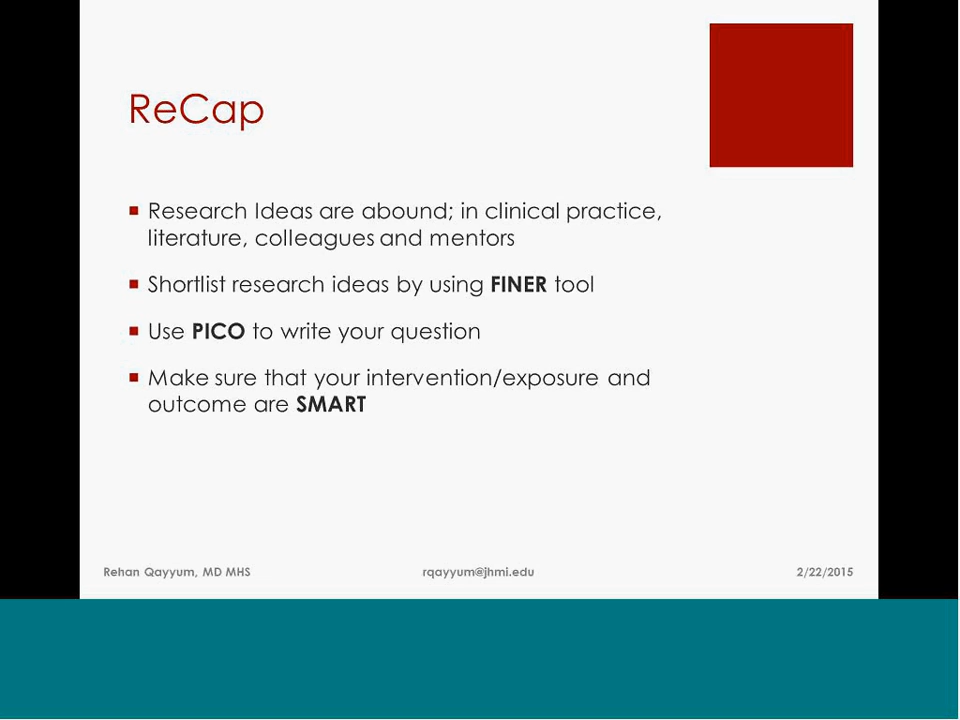 ReCap
Research Ideas are abound; in clinical practice,
literature, colleagues and mentors
Shortlist research ideas by using FINER tool
Use PICO to write your question
Make sure that your intervention/exposure and
outcome are SMART
Rehan Qayyum, MD MHS rqayyum@jhmi.edu 2/22/2015